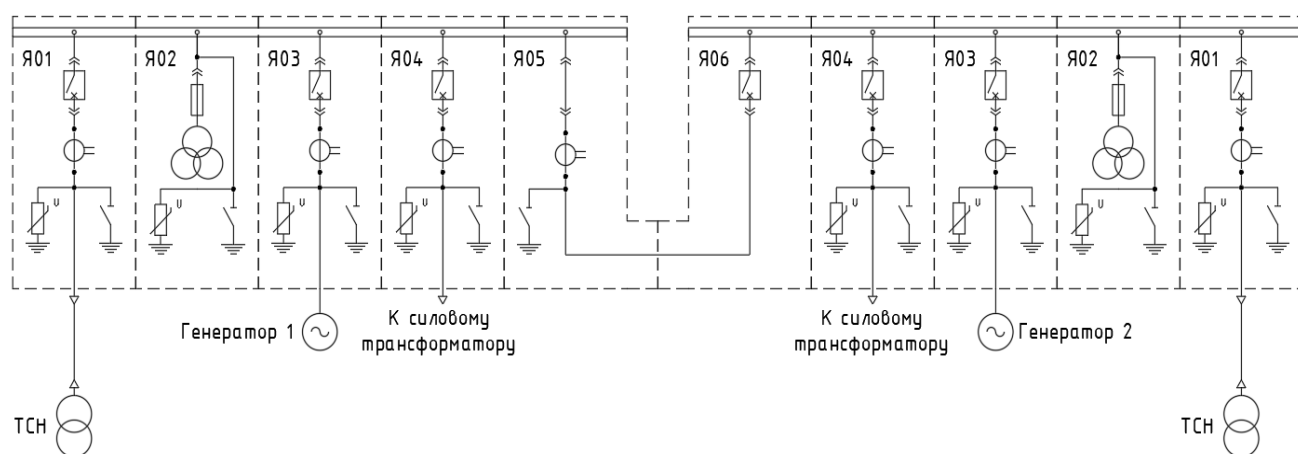 Я01 Я02 Я03 Я04 Я05 Я06 Я04 Я03 Я02 Я01
U U U U U U U U
Генератор 1 К силовому К силовому Генератор 2
трансформатору трансформатору
ТСН ТСН